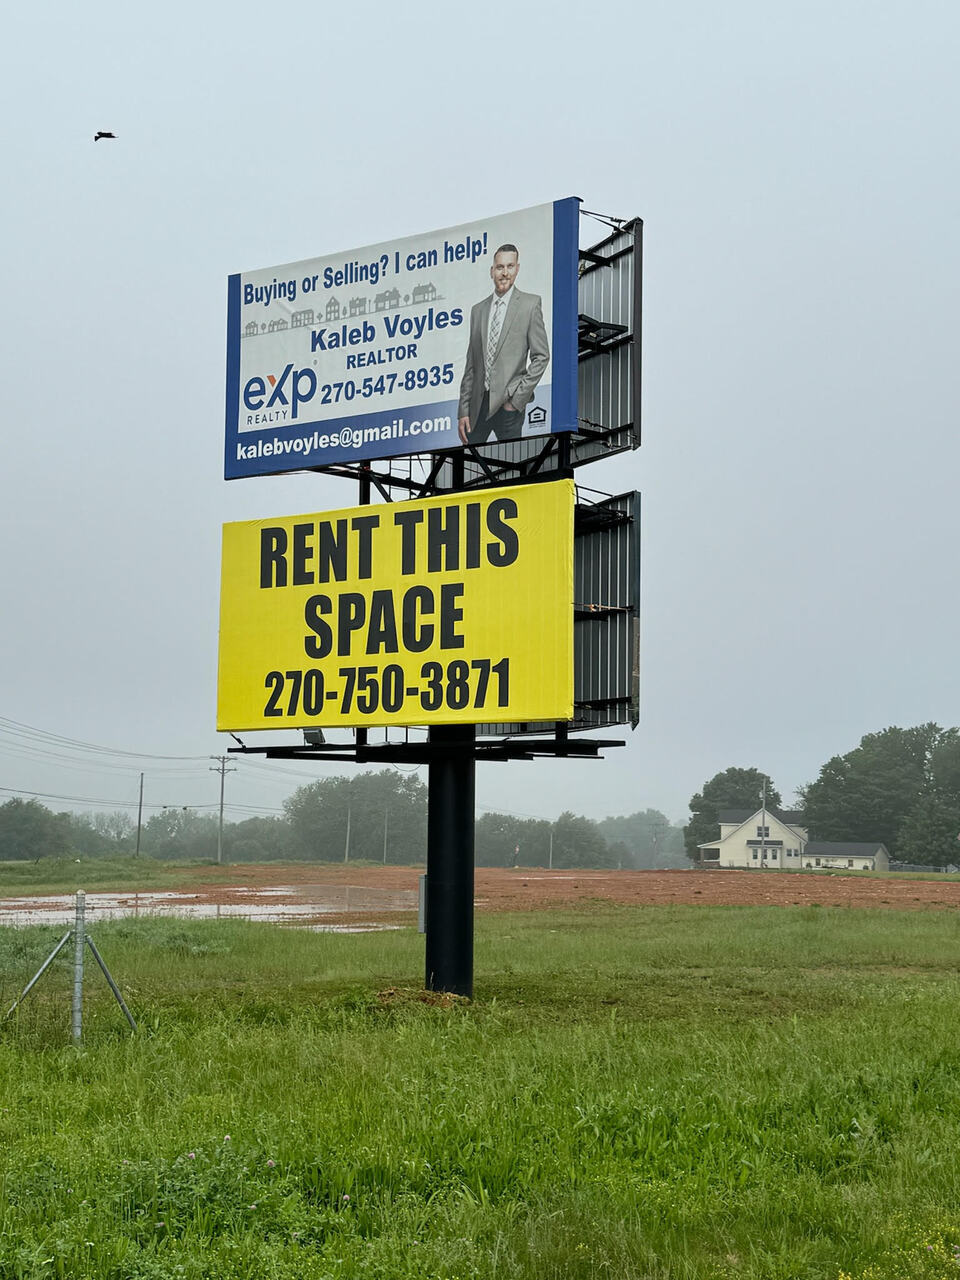 Buying or Selling? I can help!
Kaleb Voyles
REALTOR
exp
REALTY
270-547-8935
kalebvoyles@gmail.com
RENT THIS
SPACE
270-750-3871